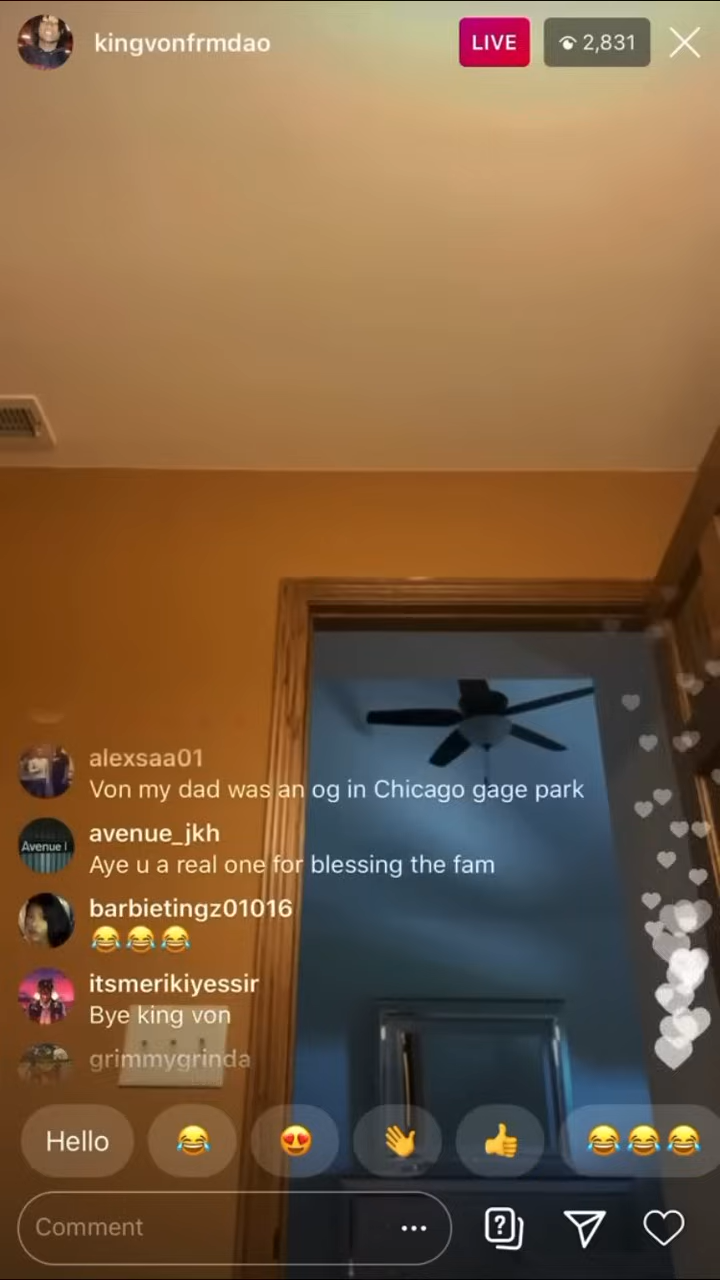 kingvonfrmdao
LIVE
2,831
alexsaa01
Von my dad was an og in Chicago gage park
avenue_jkh
Avenue |
Aye u a real one for blessing the fam
barbietingz01016
😂😂😂
itsmerikiyessir
Bye king von
grimmygrinda
Hello 😂 😍 👋 👍 😂😂😂
Comment